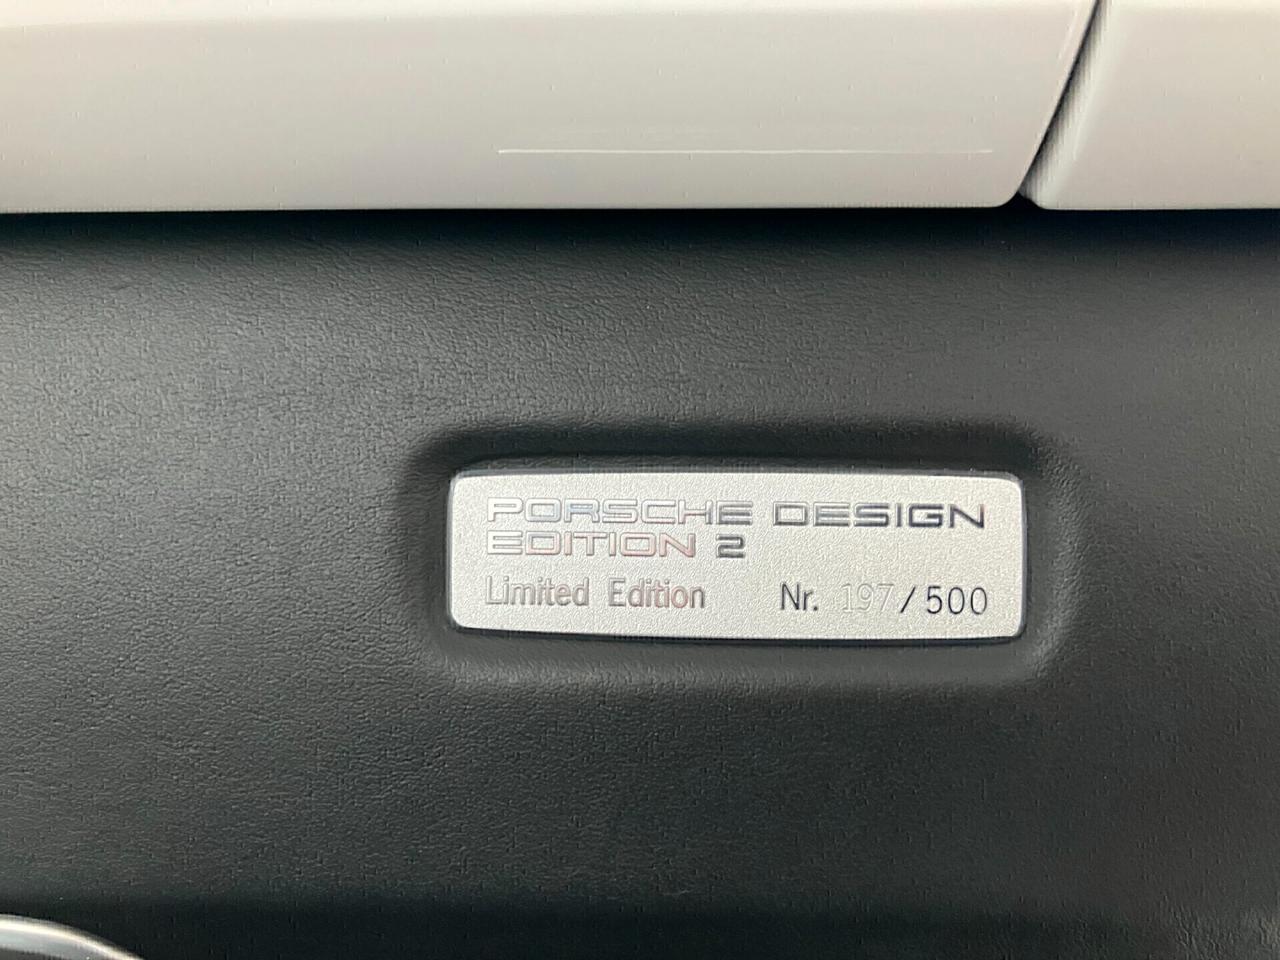 PORSCHE DESIGN
EDITION 2
Limited Edition Nr. 197/500